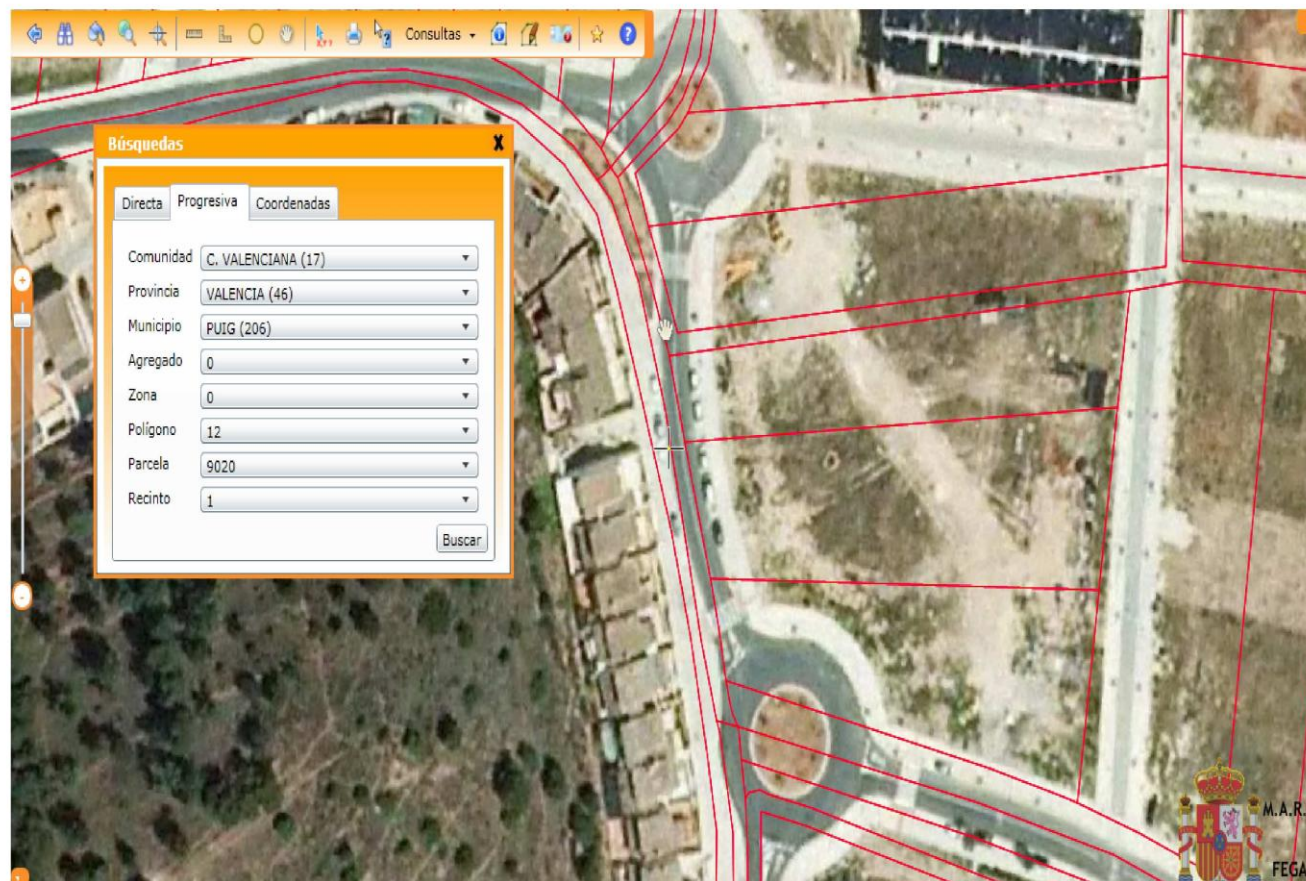 Consultas
Búsquedas
X
Directa Progresiva Coordenadas
Comunidad C. VALENCIANA (17)
Provincia VALENCIA (46)
Municipio PUIG (206)
Agregado 0
Zona 0
Polígono 12
Parcela 9020
Recinto 1
Buscar
M.A.R.
FEGA